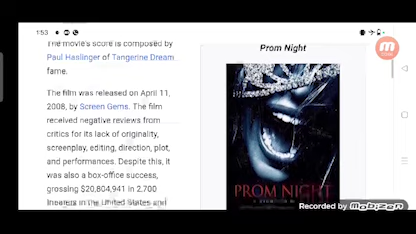 1:53
The movie's score is composed by
Paul Haslinger of Tangerine Dream
fame.
The film was released on April 11,
2008, by Screen Gems. The film
received negative reviews from
critics for its lack of originality,
screenplay, editing, direction, plot,
and performances. Despite this, it
was also a box-office success,
grossing $20,804,941 in 2,700
theaters in the United States and
Prom Night
PROM NIGHT
Recorded by
Mobizen